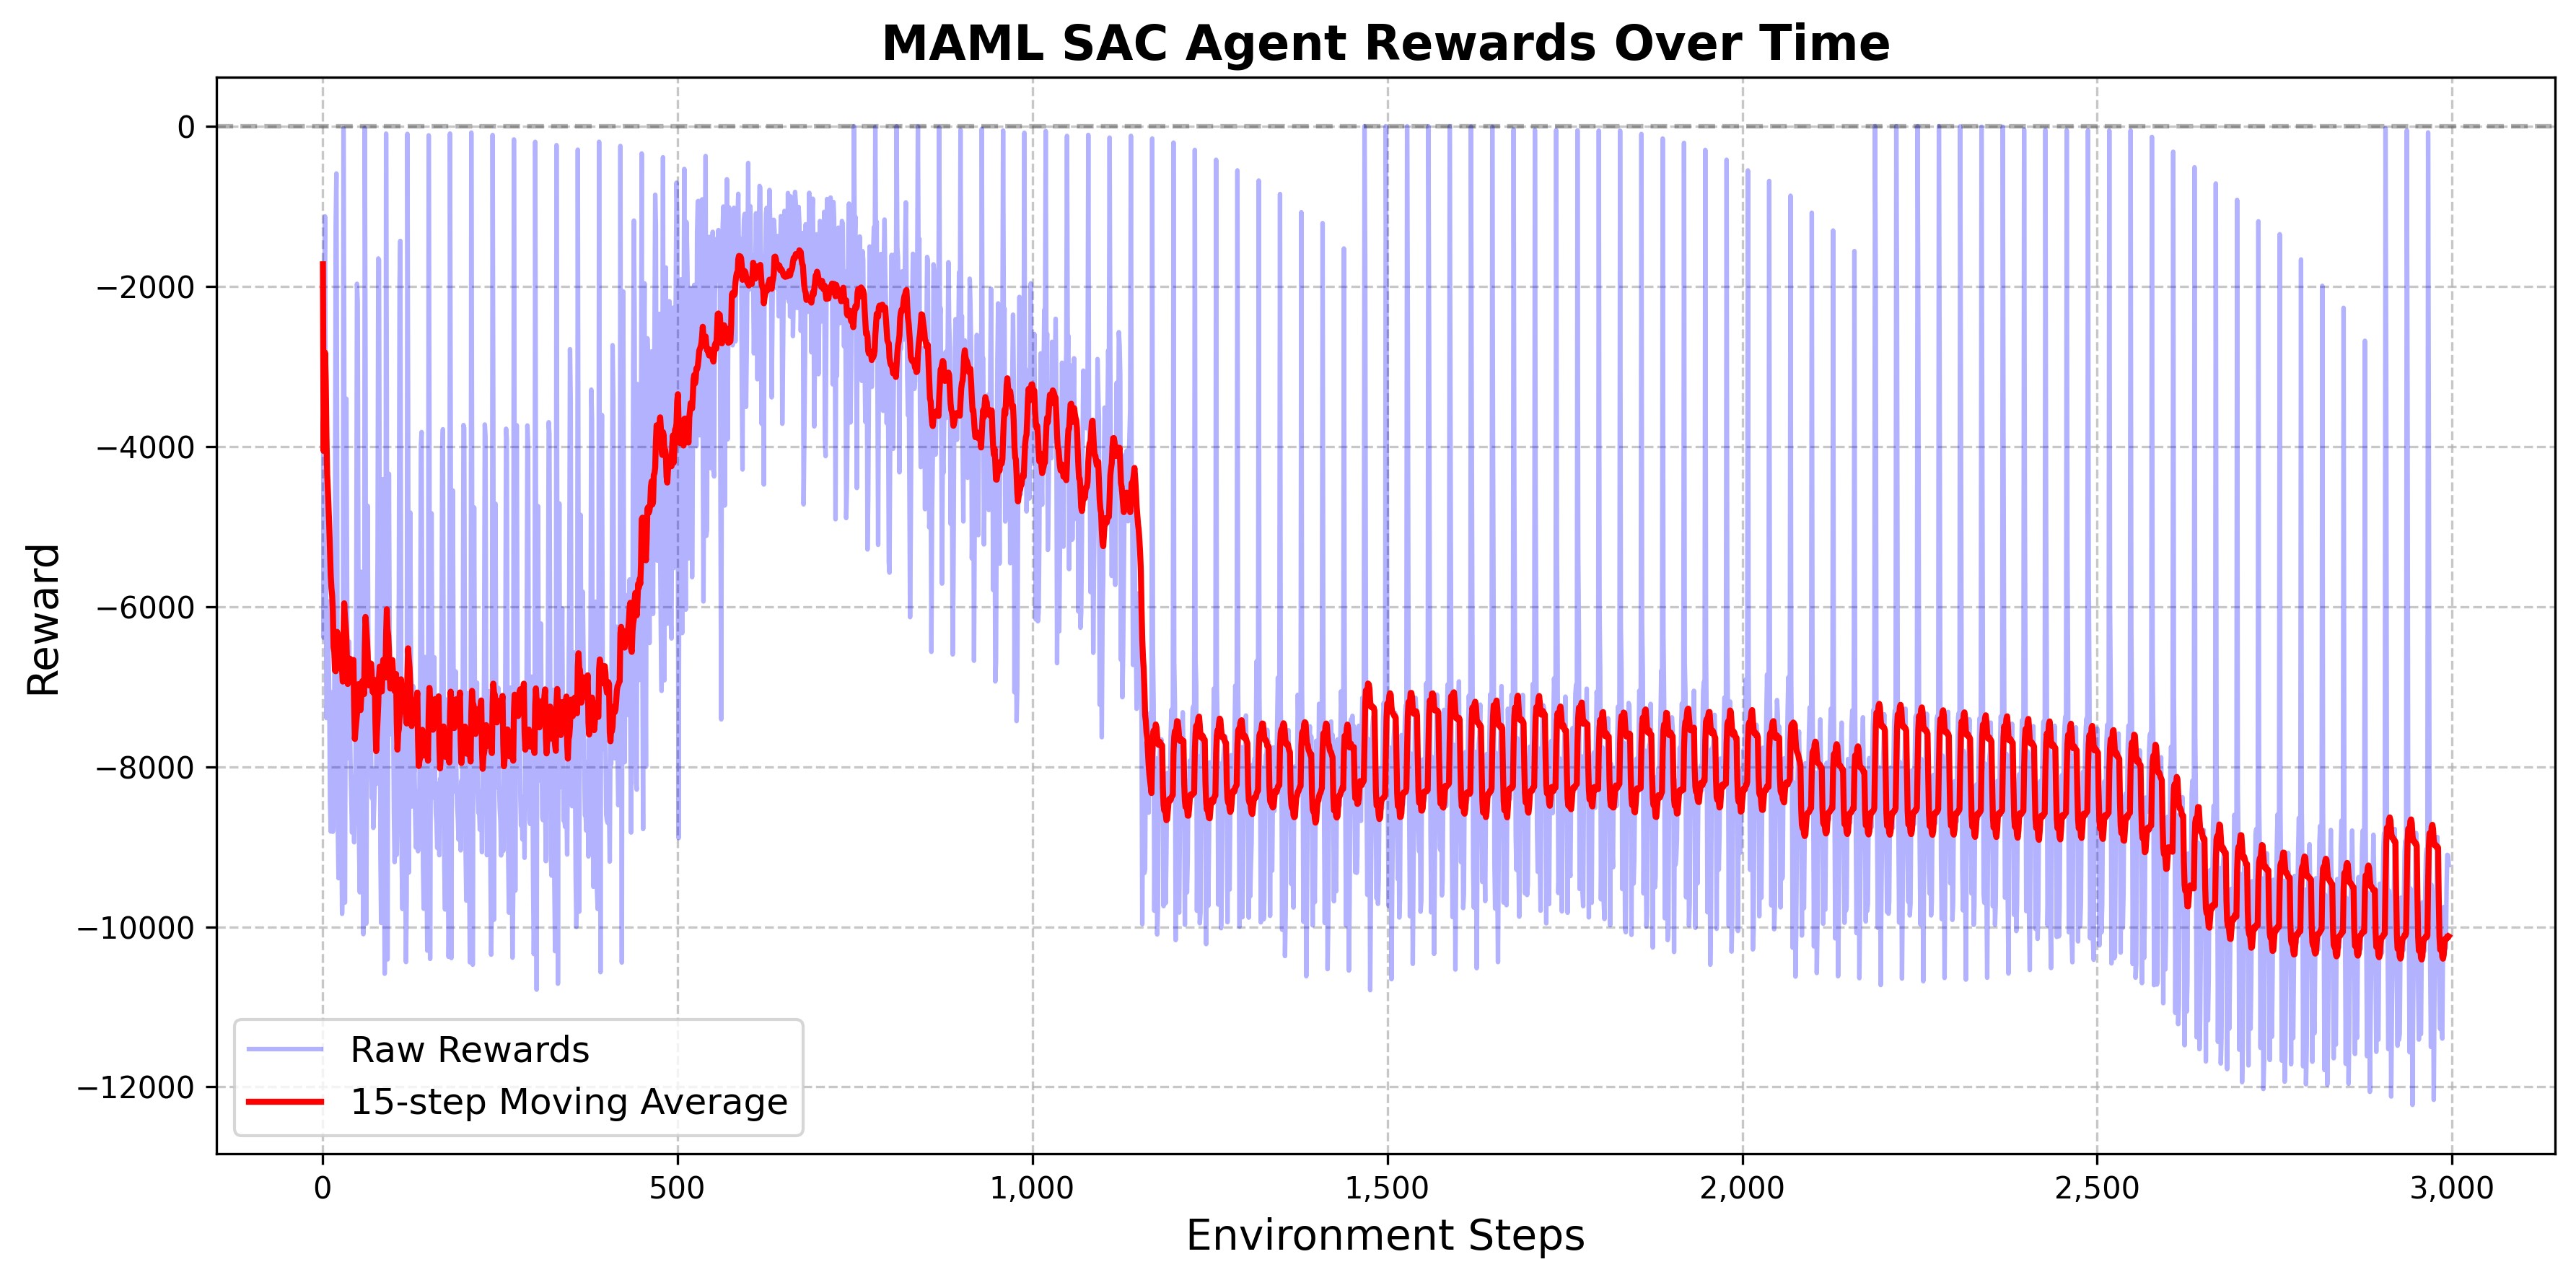 MAML SAC Agent Rewards Over Time
0
−2000
−4000
−6000
−8000
−10000
−12000
Reward
Raw Rewards
15-step Moving Average
0
500
1,000
1,500
2,000
2,500
3,000
Environment Steps